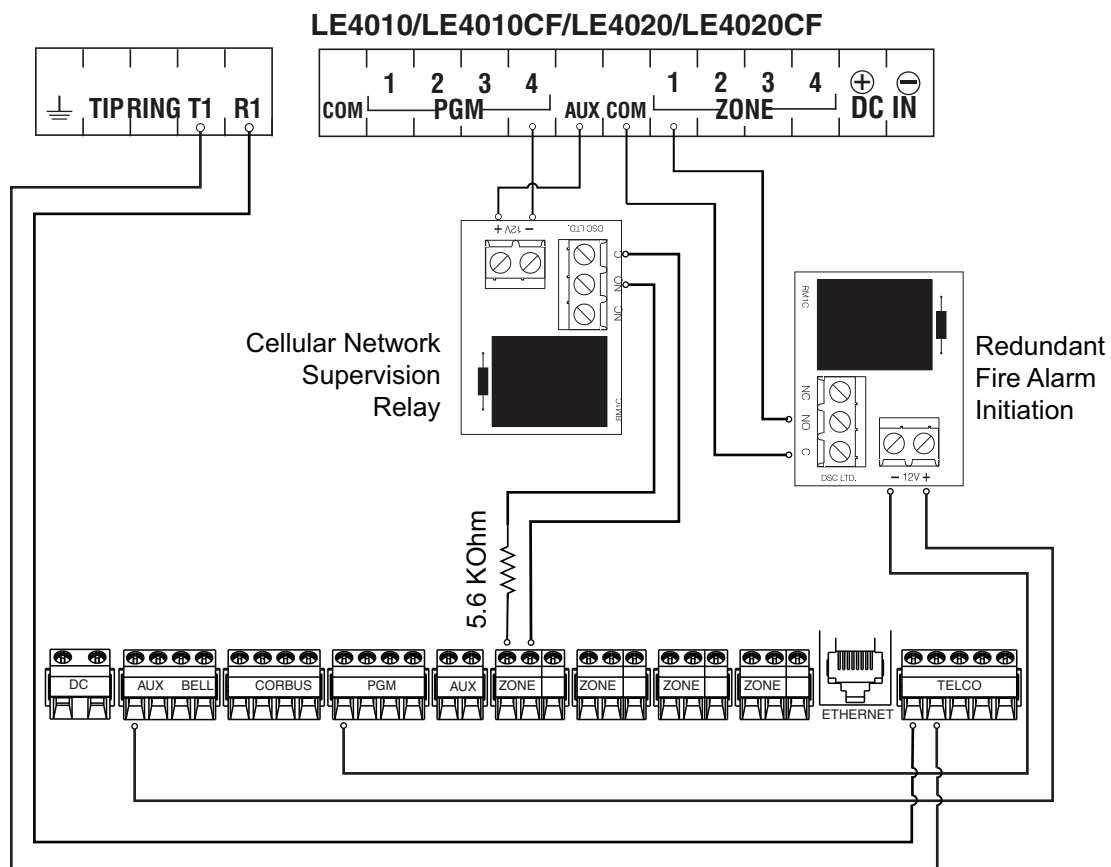 LE4010/LE4010CF/LE4020/LE4020CF
TIP RING T1 R1
1 2 3 4 1 2 3 4 + −
COM PGM AUX COM ZONE DC IN
+ 12V −
DSC LTD.
C
NO
NC
RM1C
Cellular Network
Supervision
Relay
RM1C
NC
NO
C
DSC LTD.
− 12V +
Redundant
Fire Alarm
Initiation
5.6 KOhm
DC AUX BELL CORBUS PGM AUX ZONE ZONE ZONE ZONE ETHERNET TELCO